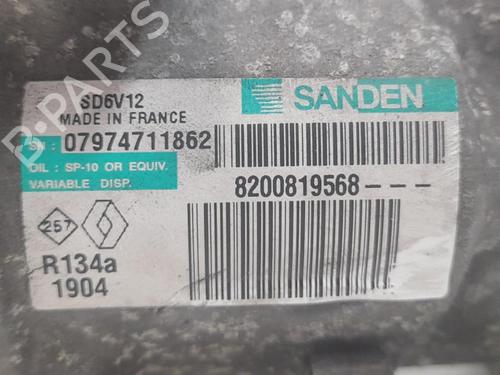 SD6V12
MADE IN FRANCE
SN: 07974711862
OIL: SP-10 OR EQUIV.
VARIABLE DISP.
SANDEN
8200819568---
257
R134a
1904
B-PARTS